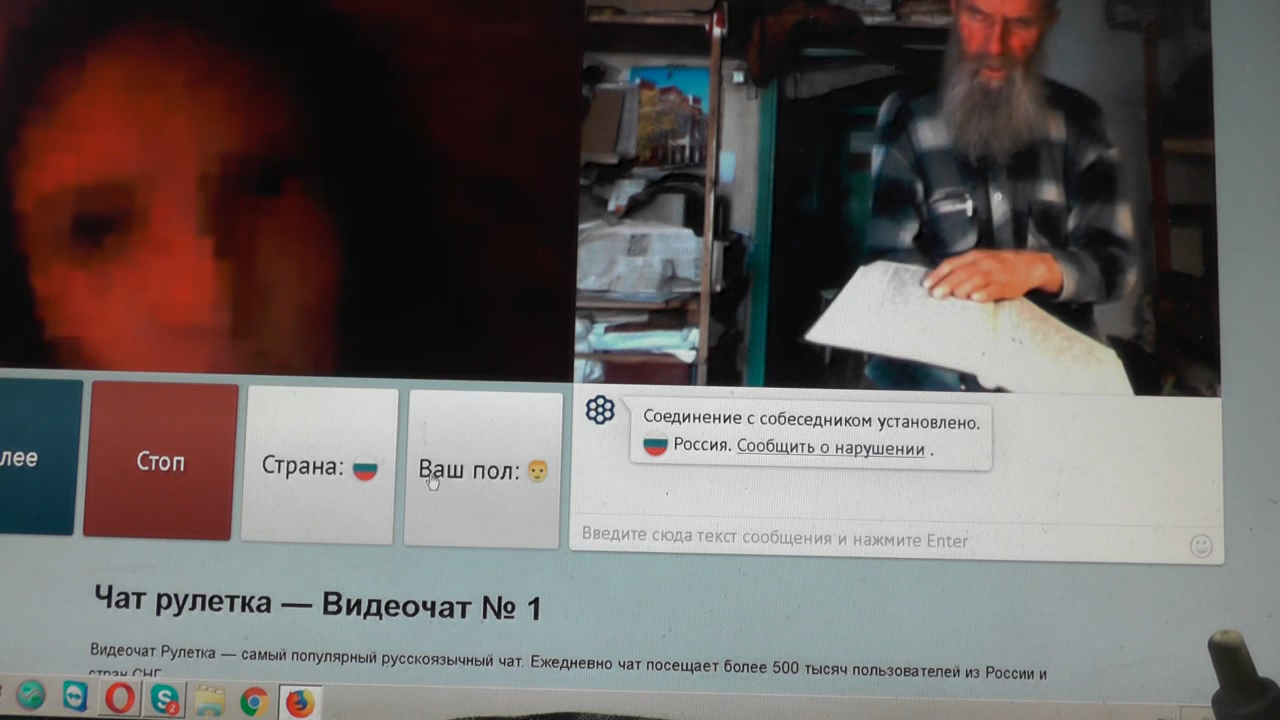 лее
Стоп
Страна:
Ваш пол:
Соединение с собеседником установлено.
Россия. Сообщить о нарушении .
Введите сюда текст сообщения и нажмите Enter
Чат рулетка — Видеочат № 1
Видеочат Рулетка — самый популярный русскоязычный чат. Ежедневно чат посещает более 500 тысяч пользователей из России и
стран СНГ